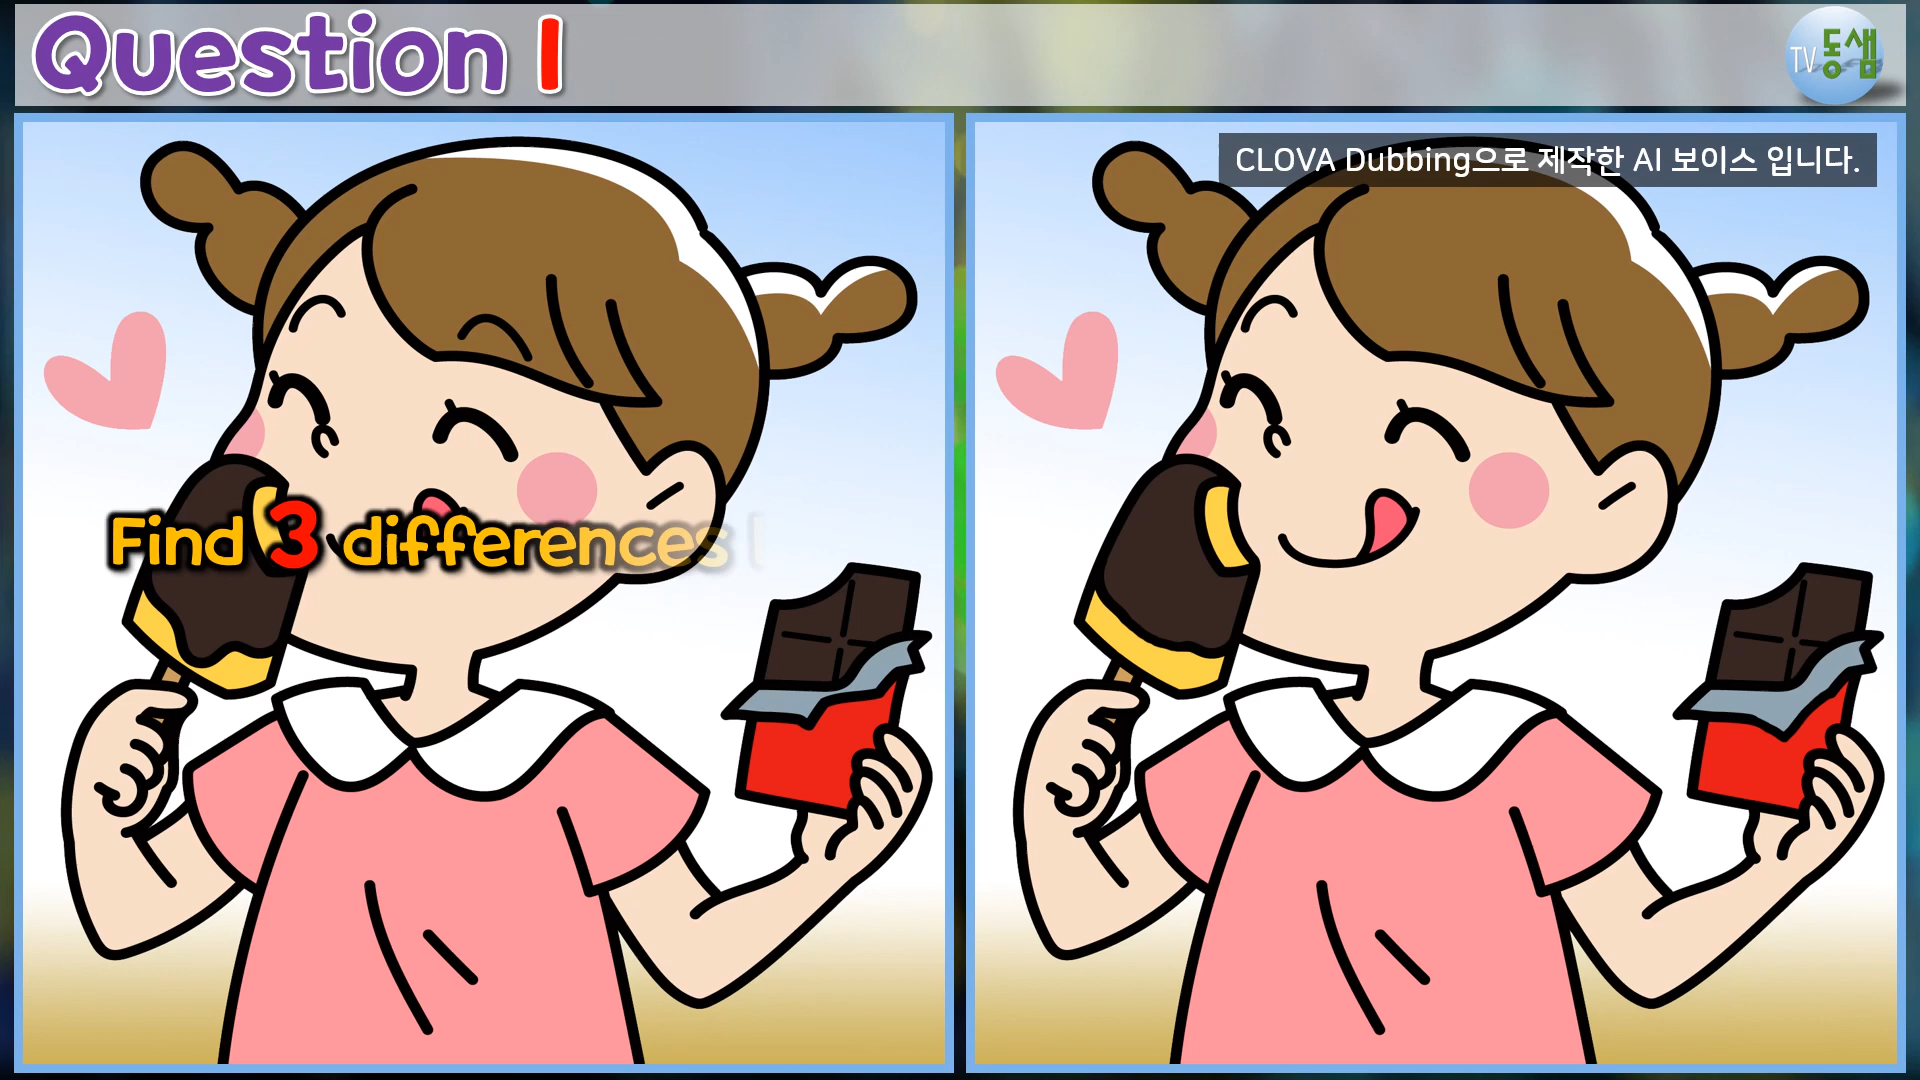 Question 1
TV 동샘
CLOVA Dubbing으로 제작한 AI 보이스 입니다.
Find 3 differences